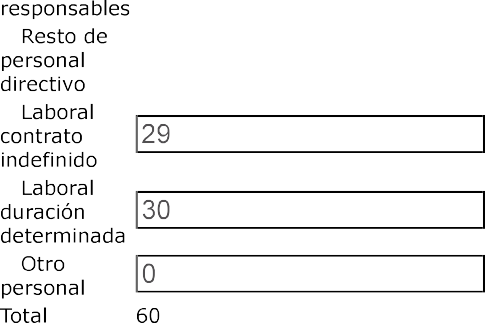 responsables
Resto de
personal
directivo
Laboral
contrato
indefinido
29
Laboral
duración
determinada
30
Otro
personal
0
Total
60